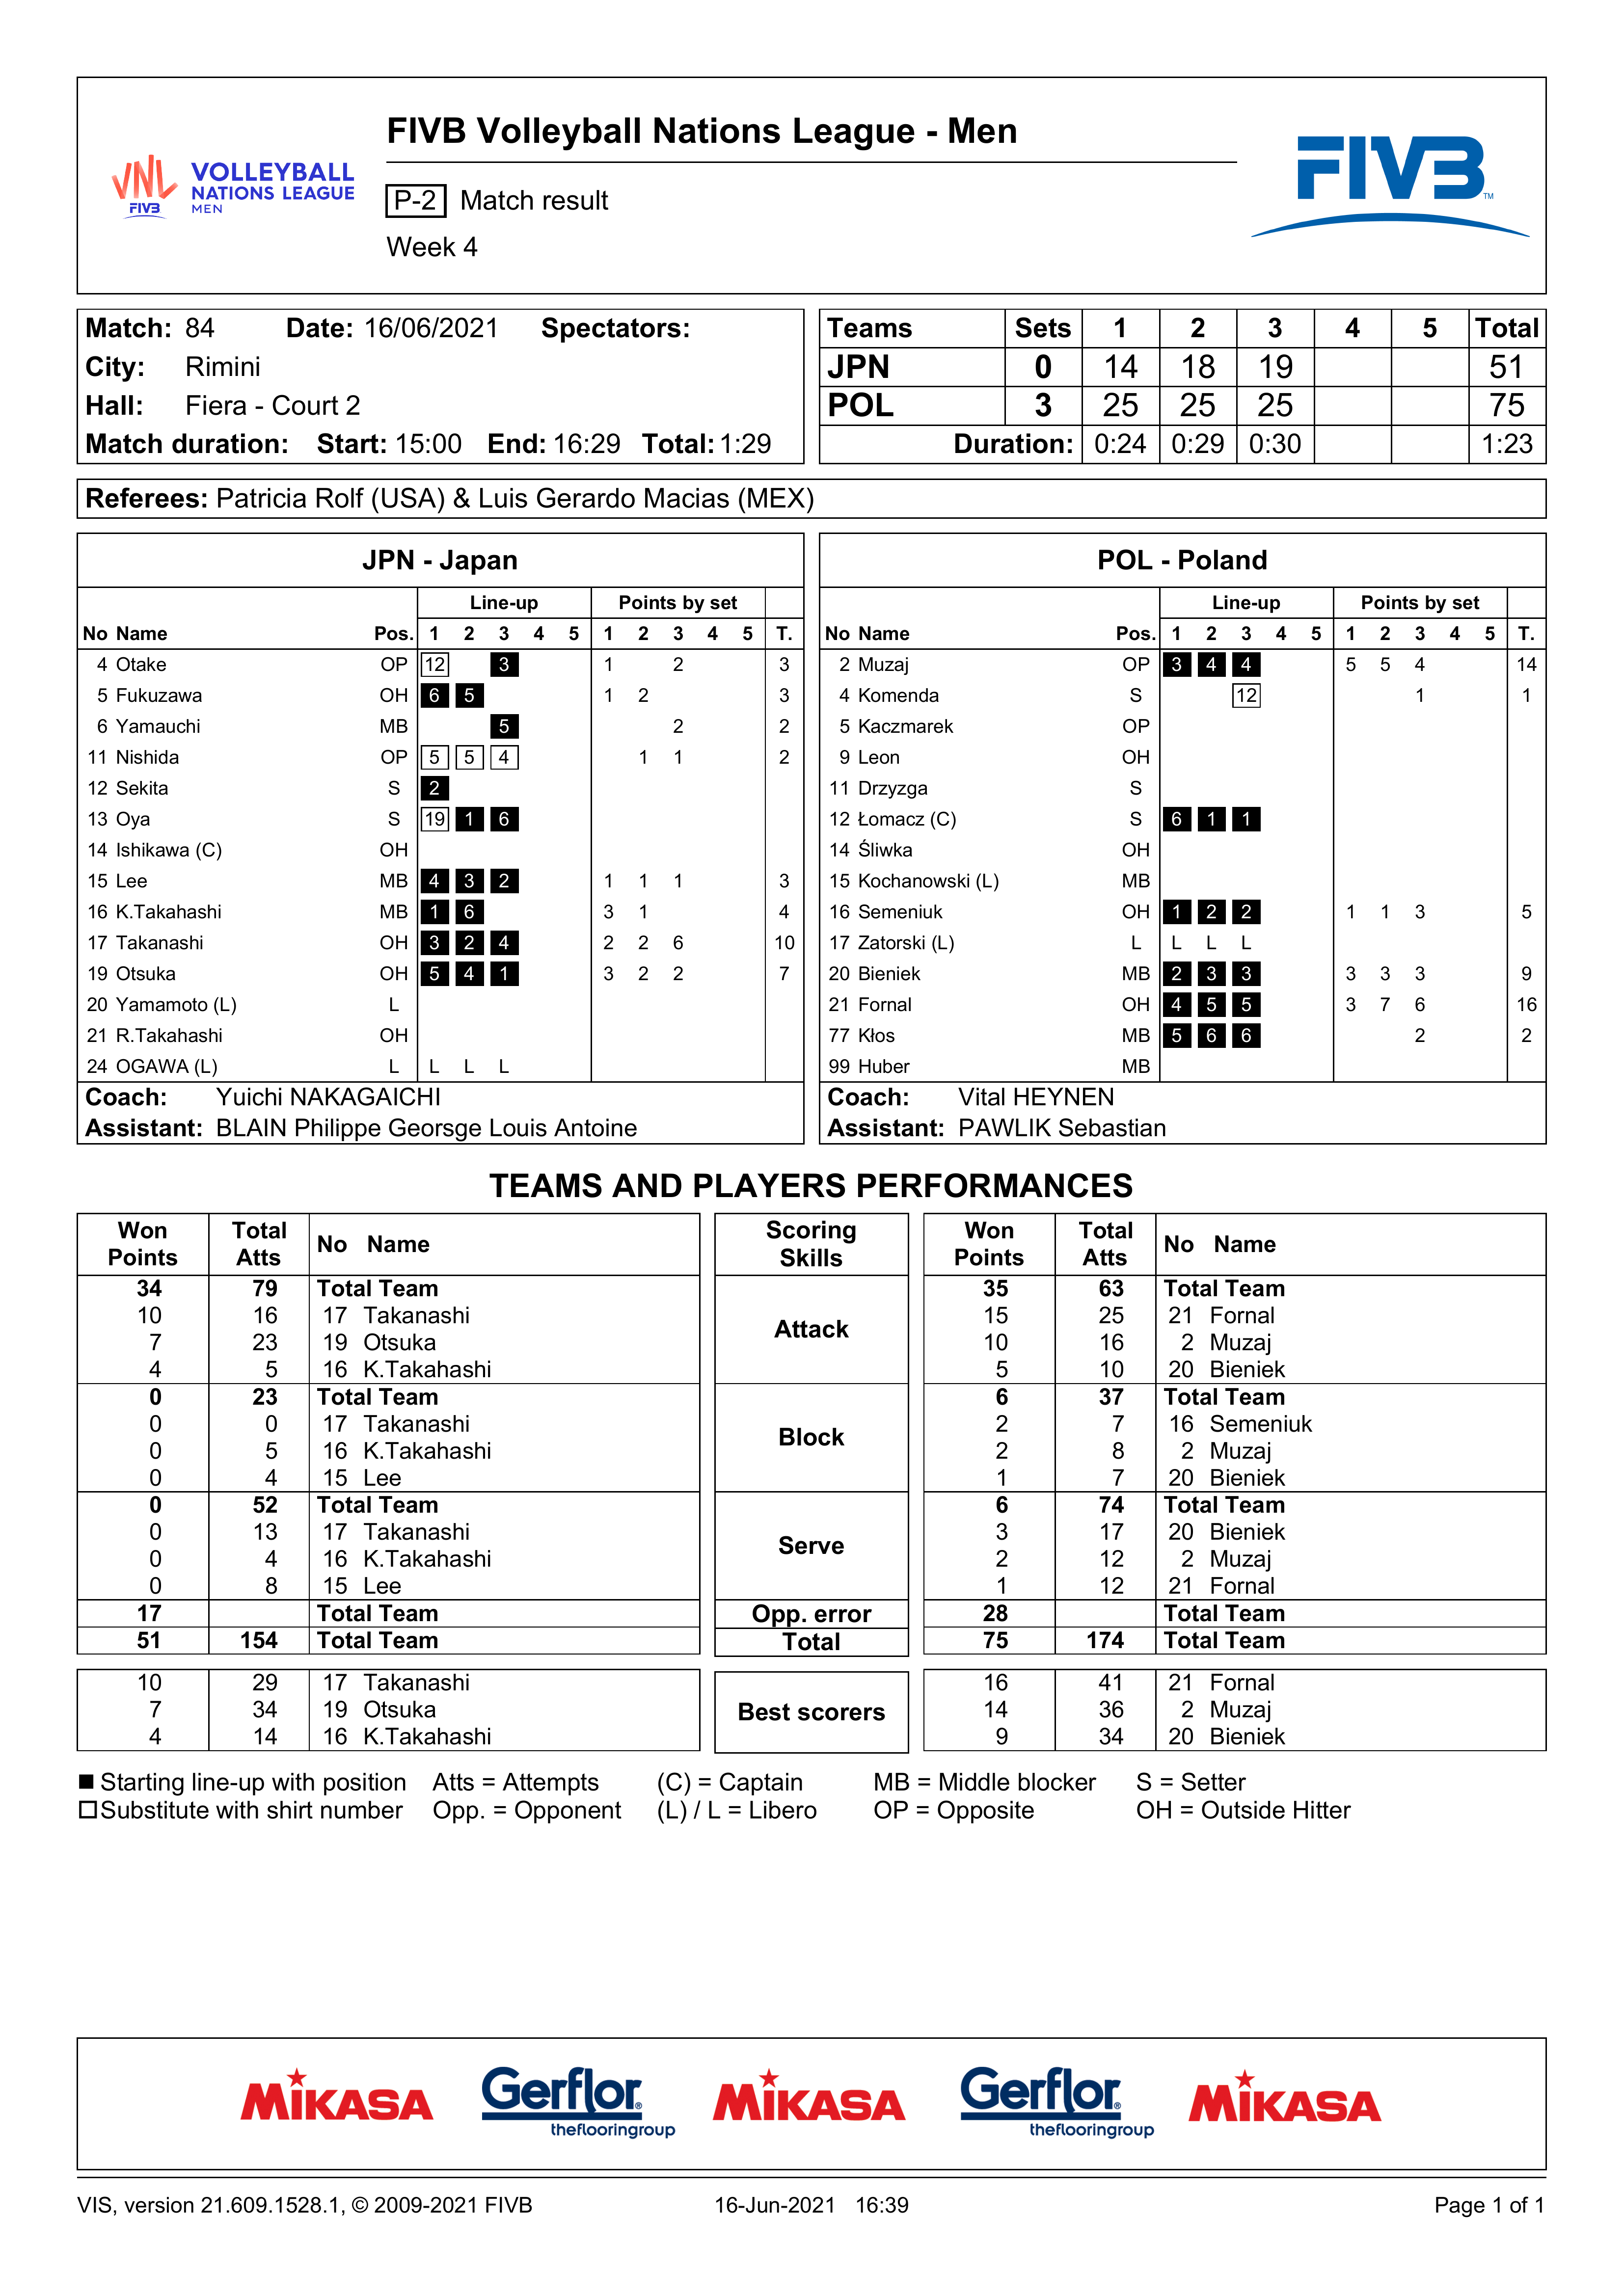 FIVB Volleyball Nations League - Men
VNL FIVB VOLLEYBALL NATIONS LEAGUE MEN
P-2 Match result
Week 4
FIVB TM
Match: 84 Date: 16/06/2021 Spectators:
City: Rimini
Hall: Fiera - Court 2
Match duration: Start: 15:00 End: 16:29 Total: 1:29
Teams Sets 1 2 3 4 5 Total
JPN 0 14 18 19 51
POL 3 25 25 25 75
Duration: 0:24 0:29 0:30 1:23
Referees: Patricia Rolf (USA) & Luis Gerardo Macias (MEX)
JPN - Japan
Line-up Points by set
No Name Pos. 1 2 3 4 5 1 2 3 4 5 T.
4 Otake OP 12 3 1 2 3
5 Fukuzawa OH 6 5 1 2 3
6 Yamauchi MB 5 2 2
11 Nishida OP 5 5 4 1 1 2
12 Sekita S 2
13 Oya S 19 1 6
14 Ishikawa (C) OH
15 Lee MB 4 3 2 1 1 1 3
16 K.Takahashi MB 1 6 3 1 4
17 Takanashi OH 3 2 4 2 2 6 10
19 Otsuka OH 5 4 1 3 2 2 7
20 Yamamoto (L) L
21 R.Takahashi OH
24 OGAWA (L) L L L L
Coach: Yuichi NAKAGAICHI
Assistant: BLAIN Philippe Georsge Louis Antoine
POL - Poland
Line-up Points by set
No Name Pos. 1 2 3 4 5 1 2 3 4 5 T.
2 Muzaj OP 3 4 4 5 5 4 14
4 Komenda S 12 1 1
5 Kaczmarek OP
9 Leon OH
11 Drzyzga S
12 Łomacz (C) S 6 1 1
14 Śliwka OH
15 Kochanowski (L) MB
16 Semeniuk OH 1 2 2 1 1 3 5
17 Zatorski (L) L L L L
20 Bieniek MB 2 3 3 3 3 3 9
21 Fornal OH 4 5 5 3 7 6 16
77 Kłos MB 5 6 6 2 2
99 Huber MB
Coach: Vital HEYNEN
Assistant: PAWLIK Sebastian
TEAMS AND PLAYERS PERFORMANCES
Won Points Total Atts No Name Scoring Skills Won Points Total Atts No Name
34 79 Total Team Attack 35 63 Total Team
10 16 17 Takanashi 15 25 21 Fornal
7 23 19 Otsuka 10 16 2 Muzaj
4 5 16 K.Takahashi 5 10 20 Bieniek
0 23 Total Team Block 6 37 Total Team
0 0 17 Takanashi 2 7 16 Semeniuk
0 5 16 K.Takahashi 2 8 2 Muzaj
0 4 15 Lee 1 7 20 Bieniek
0 52 Total Team Serve 6 74 Total Team
0 13 17 Takanashi 3 17 20 Bieniek
0 4 16 K.Takahashi 2 12 2 Muzaj
0 8 15 Lee 1 12 21 Fornal
17 Total Team Opp. error 28 Total Team
51 154 Total Team Total 75 174 Total Team
10 29 17 Takanashi Best scorers 16 41 21 Fornal
7 34 19 Otsuka 14 36 2 Muzaj
4 14 16 K.Takahashi 9 34 20 Bieniek
Starting line-up with position Atts = Attempts (C) = Captain MB = Middle blocker S = Setter
Substitute with shirt number Opp. = Opponent (L) / L = Libero OP = Opposite OH = Outside Hitter
MIKASA Gerflor® theflooringgroup MIKASA Gerflor® theflooringgroup MIKASA
VIS, version 21.609.1528.1, © 2009-2021 FIVB 16-Jun-2021 16:39 Page 1 of 1